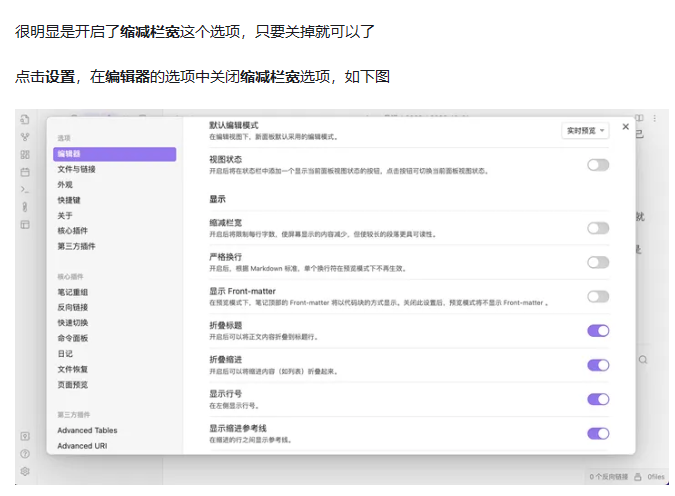 很明显是开启了缩减栏宽这个选项，只要关掉就可以了
点击设置，在编辑器的选项中关闭缩减栏宽选项，如下图
选项
编辑器
文件与链接
外观
快捷键
关于
核心插件
第三方插件
核心插件
笔记重组
反向链接
快速切换
命令面板
日记
文件恢复
页面预览
第三方插件
Advanced Tables
Advanced URI
默认编辑模式
在编辑视图下，新面板默认采用的编辑模式。
实时预览
视图状态
开启后将在状态栏中添加一个显示当前面板视图状态的按钮，点击按钮可切换当前面板视图状态。
显示
缩减栏宽
开启后将限制每行字数，使屏幕显示的内容减少，但使较长的段落更具可读性。
严格换行
开启后，根据 Markdown 标准，单个换行符在预览模式下不再生效。
显示 Front-matter
在预览模式下，笔记顶部的 Front-matter 将以代码块的方式显示。关闭此设置后，预览模式将不显示 Front-matter 。
折叠标题
开启后可以将正文内容折叠到标题行。
折叠缩进
开启后可以将缩进内容（如列表）折叠起来。
显示行号
在左侧显示行号。
显示缩进参考线
在缩进的行之间显示参考线。
己
就
是
0 个反向链接
0files